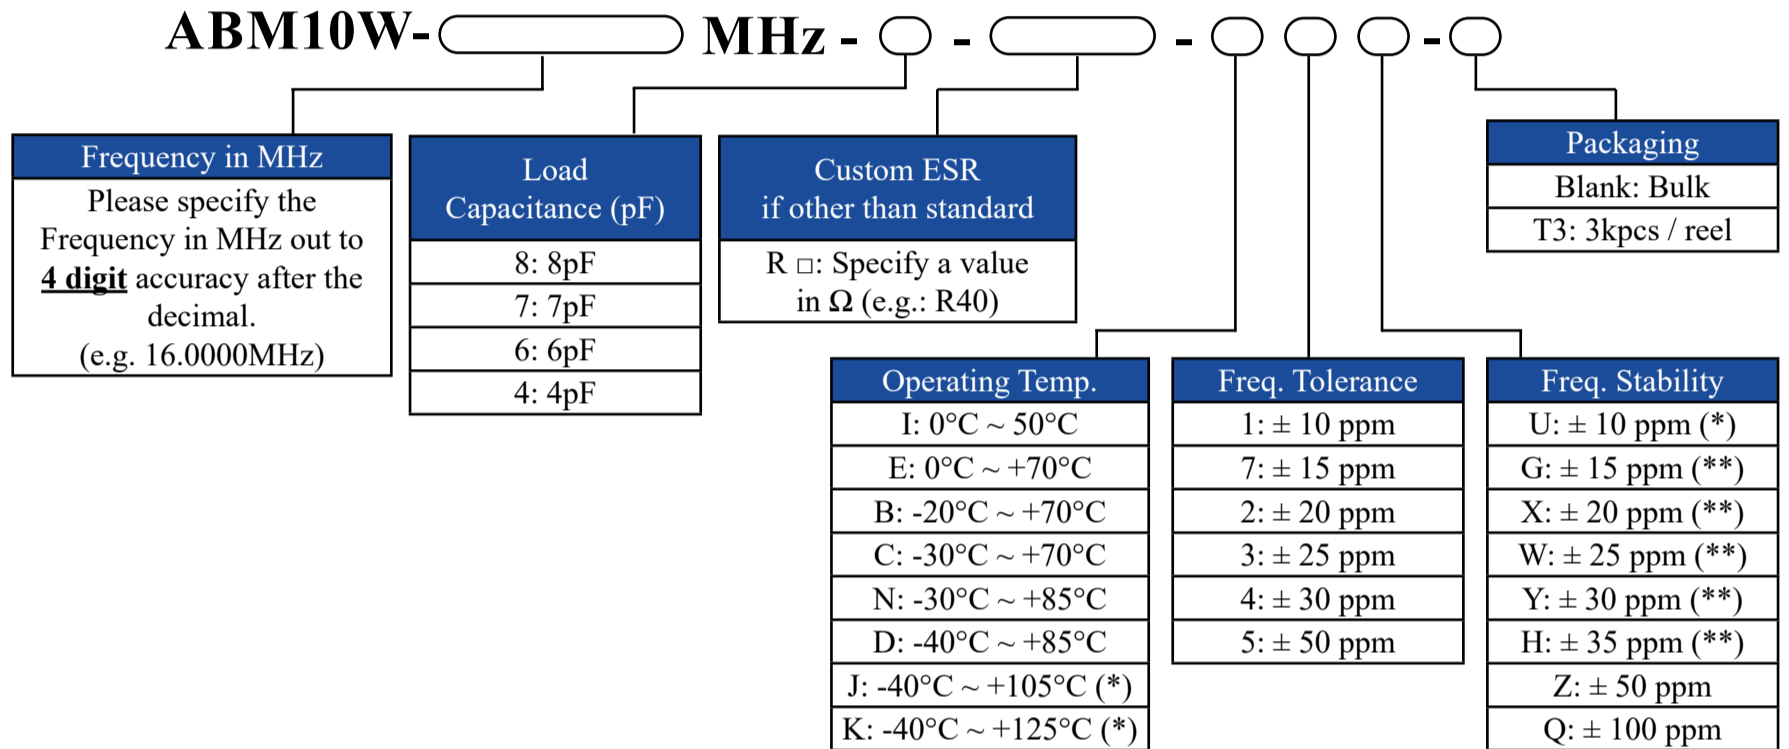 ABM10W- MHz - - - -
Frequency in MHz
Please specify the
Frequency in MHz out to
4 digit accuracy after the
decimal.
(e.g. 16.0000MHz)
Load
Capacitance (pF)
8: 8pF
7: 7pF
6: 6pF
4: 4pF
Custom ESR
if other than standard
R □: Specify a value
in Ω (e.g.: R40)
Packaging
Blank: Bulk
T3: 3kpcs / reel
Operating Temp.
I: 0°C ~ 50°C
E: 0°C ~ +70°C
B: -20°C ~ +70°C
C: -30°C ~ +70°C
N: -30°C ~ +85°C
D: -40°C ~ +85°C
J: -40°C ~ +105°C (*)
K: -40°C ~ +125°C (*)
Freq. Tolerance
1: ± 10 ppm
7: ± 15 ppm
2: ± 20 ppm
3: ± 25 ppm
4: ± 30 ppm
5: ± 50 ppm
Freq. Stability
U: ± 10 ppm (*)
G: ± 15 ppm (**)
X: ± 20 ppm (**)
W: ± 25 ppm (**)
Y: ± 30 ppm (**)
H: ± 35 ppm (**)
Z: ± 50 ppm
Q: ± 100 ppm